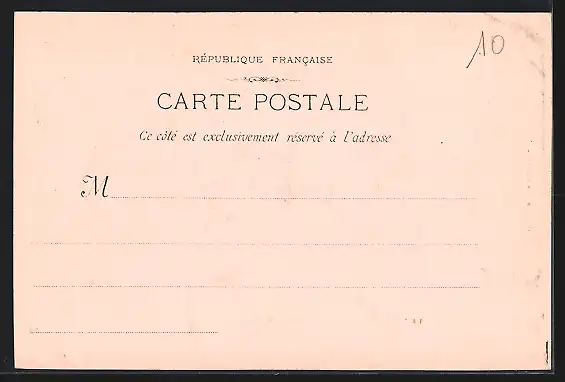 10
RÉPUBLIQUE FRANÇAISE
CARTE POSTALE
Ce côté est exclusivement réservé à l'adresse
M